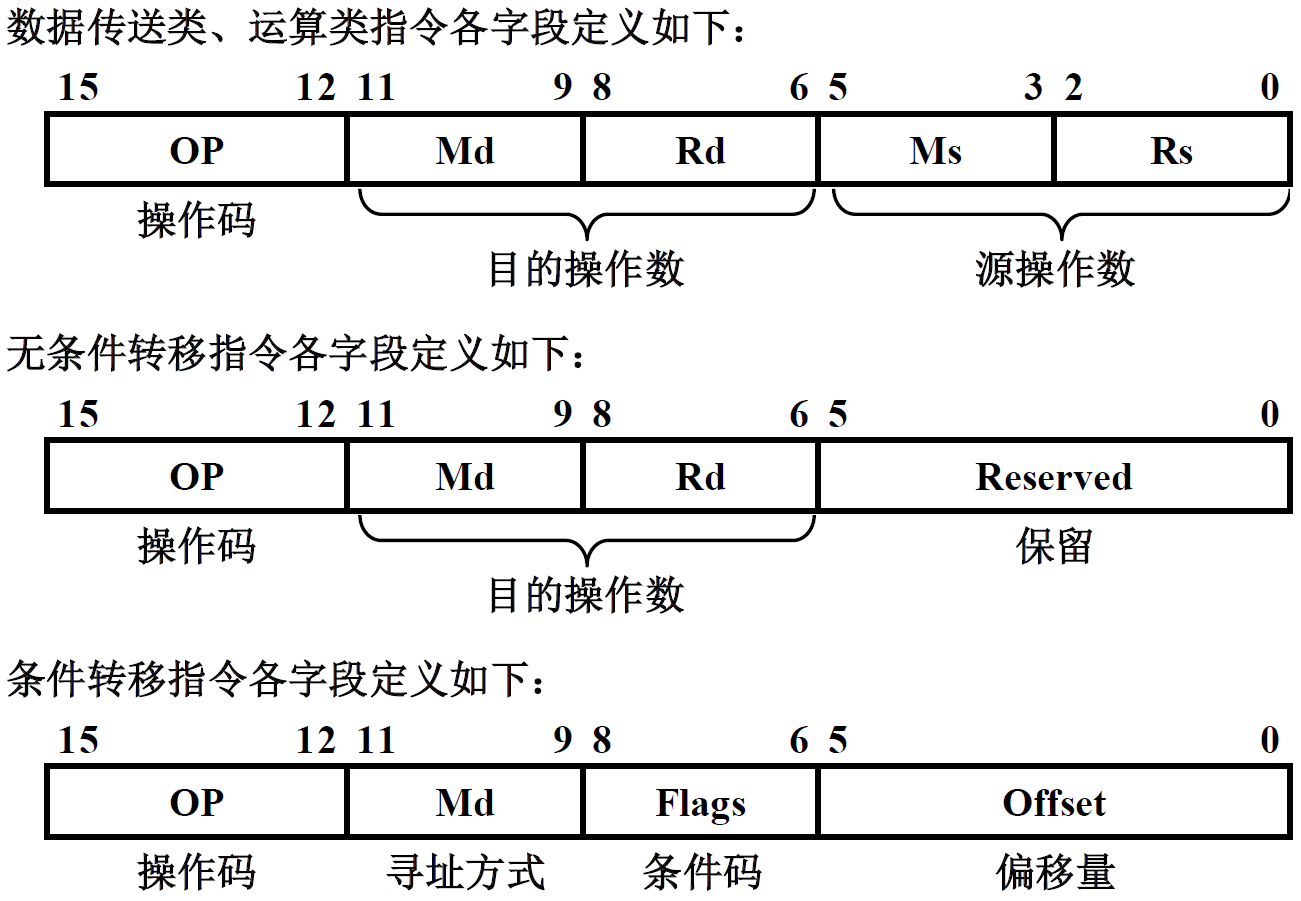 数据传送类、运算类指令各字段定义如下：
15 12 11 9 8 6 5 3 2 0
OP Md Rd Ms Rs
操作码
目的操作数 源操作数
无条件转移指令各字段定义如下：
15 12 11 9 8 6 5 0
OP Md Rd Reserved
操作码 保留
目的操作数
条件转移指令各字段定义如下：
15 12 11 9 8 6 5 0
OP Md Flags Offset
操作码 寻址方式 条件码 偏移量